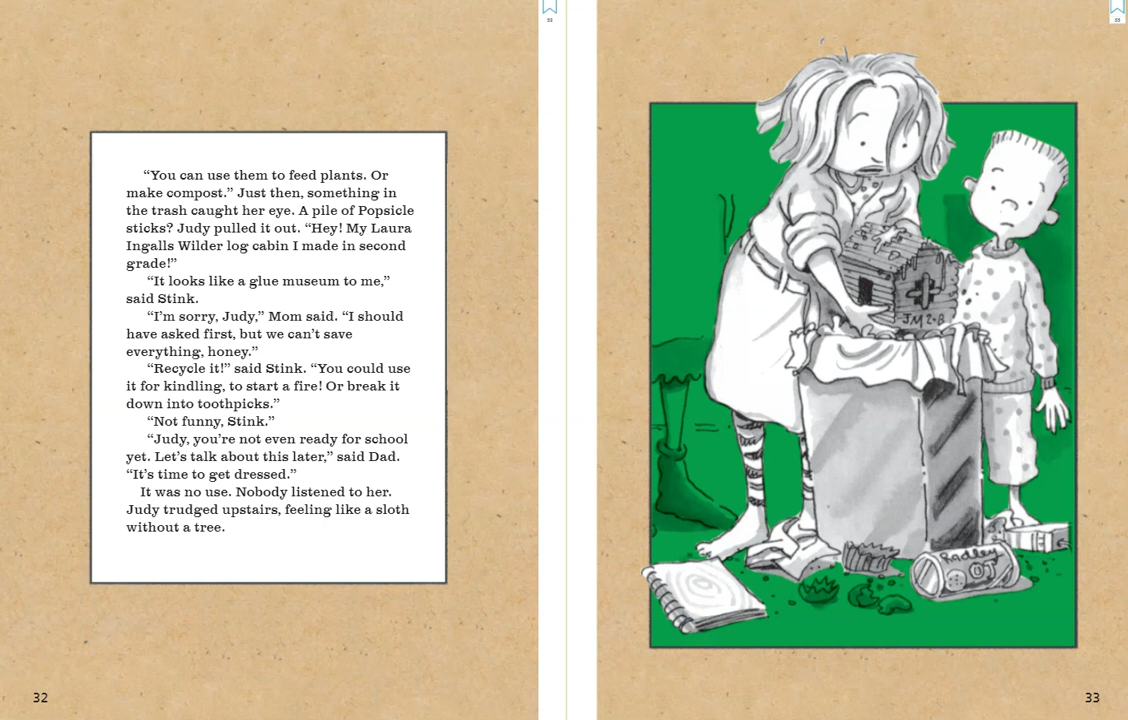 32
33
“You can use them to feed plants. Or
make compost.” Just then, something in
the trash caught her eye. A pile of Popsicle
sticks? Judy pulled it out. “Hey! My Laura
Ingalls Wilder log cabin I made in second
grade!”
“It looks like a glue museum to me,”
said Stink.
“I’m sorry, Judy,” Mom said. “I should
have asked first, but we can’t save
everything, honey.”
“Recycle it!” said Stink. “You could use
it for kindling, to start a fire! Or break it
down into toothpicks.”
“Not funny, Stink.”
“Judy, you’re not even ready for school
yet. Let’s talk about this later,” said Dad.
“It’s time to get dressed.”
It was no use. Nobody listened to her.
Judy trudged upstairs, feeling like a sloth
without a tree.
32
JM 2·B
Radley
OJ
33